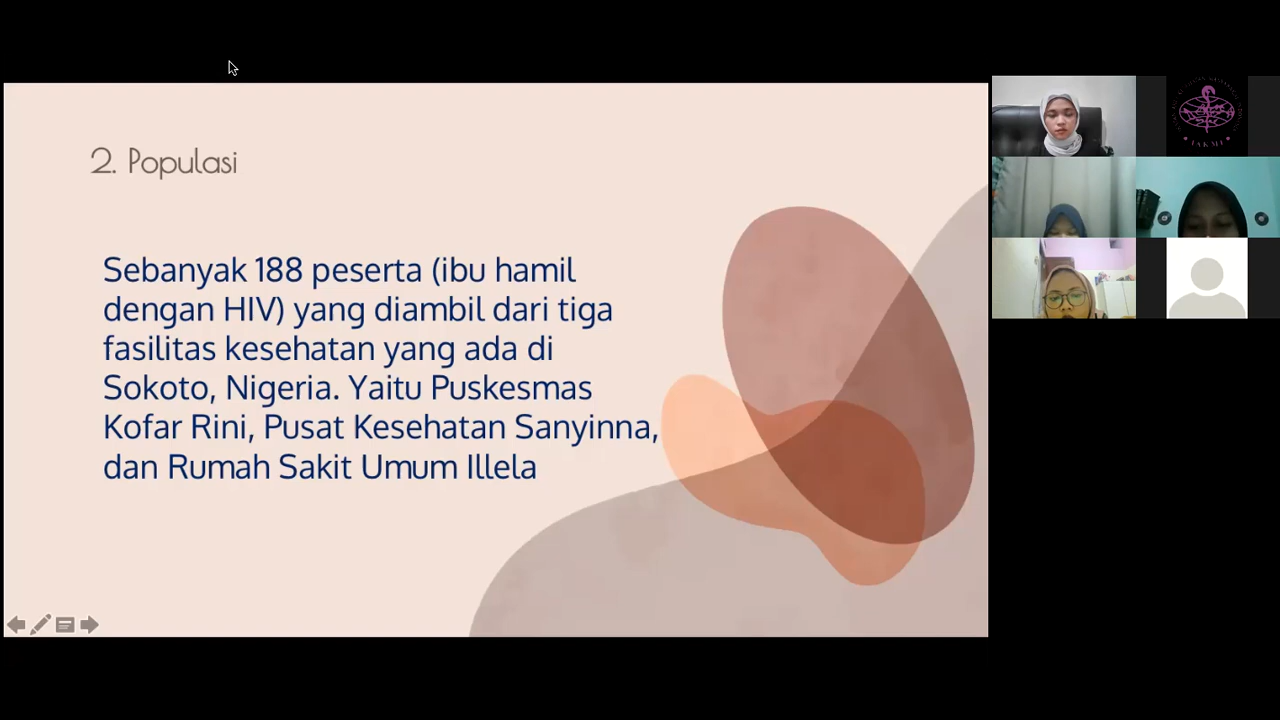 2. Populasi
Sebanyak 188 peserta (ibu hamil
dengan HIV) yang diambil dari tiga
fasilitas kesehatan yang ada di
Sokoto, Nigeria. Yaitu Puskesmas
Kofar Rini, Pusat Kesehatan Sanyinna,
dan Rumah Sakit Umum Illela